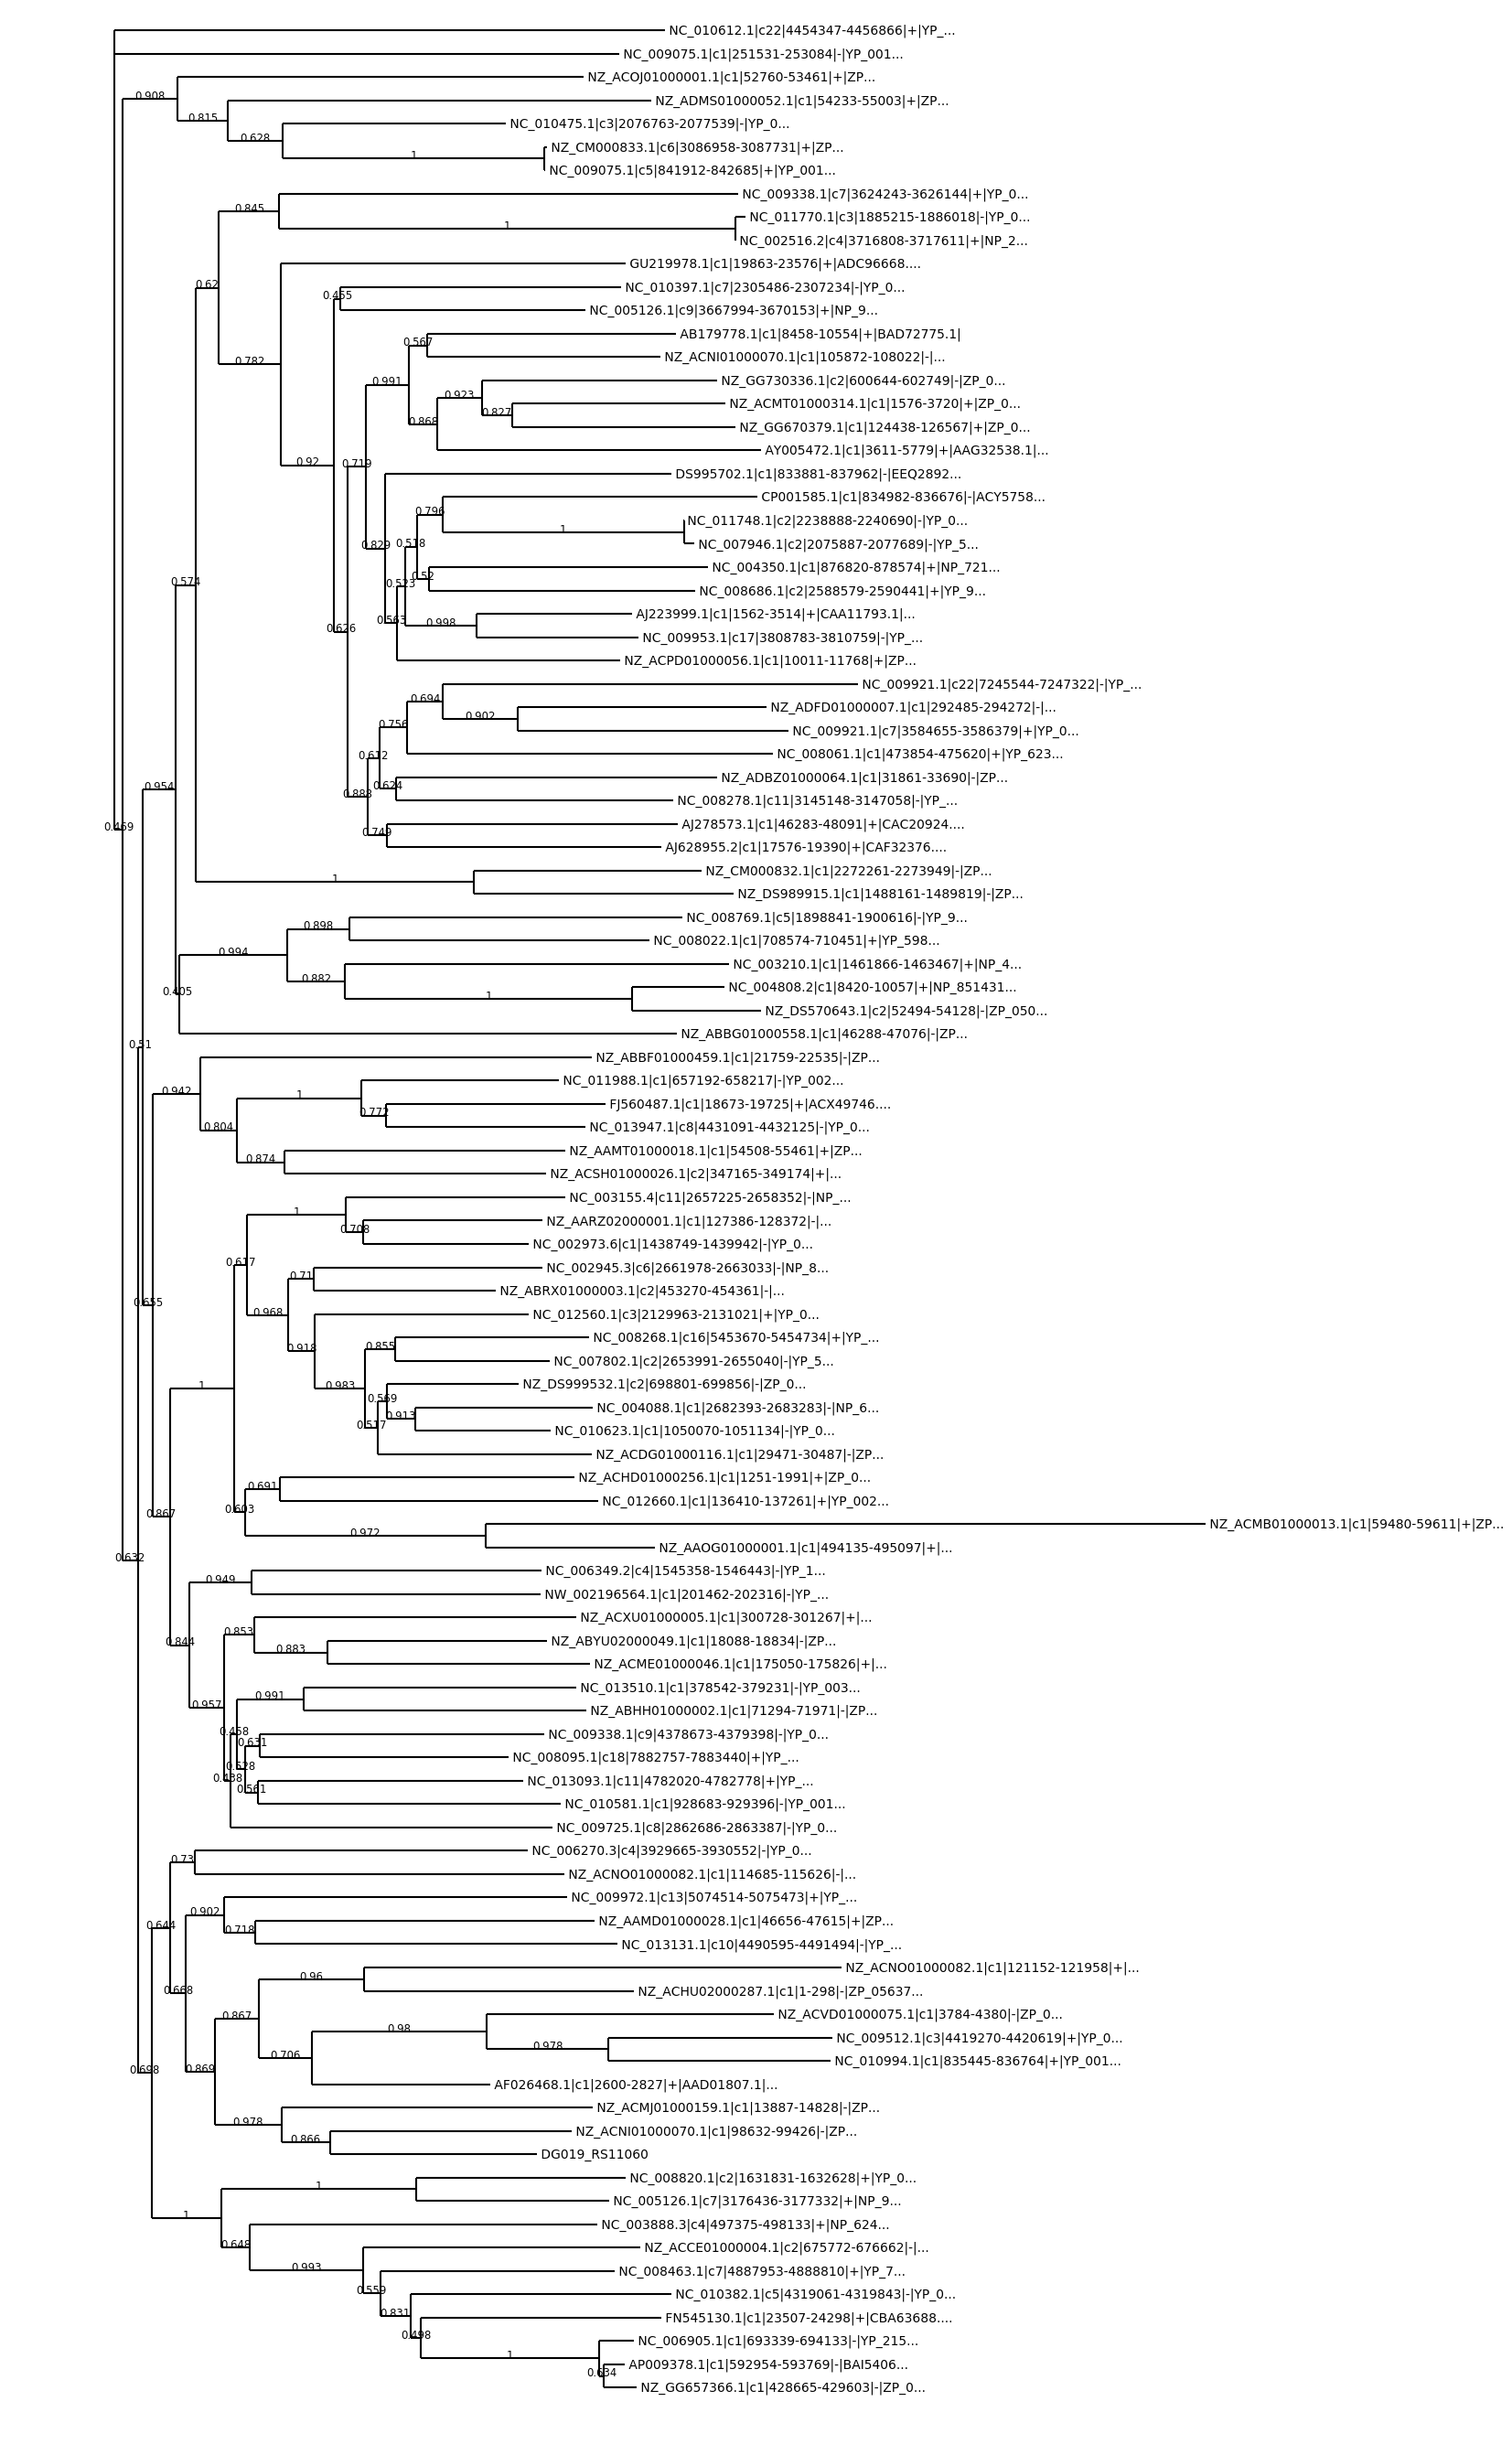 NC_010612.1|c22|4454347-4456866|+|YP_...
NC_009075.1|c1|251531-253084|-|YP_001...
NZ_ACOJ01000001.1|c1|52760-53461|+|ZP...
0.908
NZ_ADMS01000052.1|c1|54233-55003|+|ZP...
0.815
NC_010475.1|c3|2076763-2077539|-|YP_0...
0.628
NZ_CM000833.1|c6|3086958-3087731|+|ZP...
1
NC_009075.1|c5|841912-842685|+|YP_001...
NC_009338.1|c7|3624243-3626144|+|YP_0...
0.845
NC_011770.1|c3|1885215-1886018|-|YP_0...
1
NC_002516.2|c4|3716808-3717611|+|NP_2...
GU219978.1|c1|19863-23576|+|ADC96668....
0.62
NC_010397.1|c7|2305486-2307234|-|YP_0...
0.465
NC_005126.1|c9|3667994-3670153|+|NP_9...
AB179778.1|c1|8458-10554|+|BAD72775.1|
0.567
NZ_ACNI01000070.1|c1|105872-108022|-|...
0.782
NZ_GG730336.1|c2|600644-602749|-|ZP_0...
0.991
0.923
NZ_ACMT01000314.1|c1|1576-3720|+|ZP_0...
0.827
0.868
NZ_GG670379.1|c1|124438-126567|+|ZP_0...
AY005472.1|c1|3611-5779|+|AAG32538.1|...
0.92
0.719
DS995702.1|c1|833881-837962|-|EEQ2892...
CP001585.1|c1|834982-836676|-|ACY5758...
0.796
NC_011748.1|c2|2238888-2240690|-|YP_0...
1
NC_007946.1|c2|2075887-2077689|-|YP_5...
0.829
0.518
NC_004350.1|c1|876820-878574|+|NP_721...
0.52
0.523
NC_008686.1|c2|2588579-2590441|+|YP_9...
0.574
AJ223999.1|c1|1562-3514|+|CAA11793.1|...
0.563
0.998
0.626
NC_009953.1|c17|3808783-3810759|-|YP_...
NZ_ACPD01000056.1|c1|10011-11768|+|ZP...
NC_009921.1|c22|7245544-7247322|-|YP_...
0.694
NZ_ADFD01000007.1|c1|292485-294272|-|...
0.902
0.756
NC_009921.1|c7|3584655-3586379|+|YP_0...
NC_008061.1|c1|473854-475620|+|YP_623...
0.612
NZ_ADBZ01000064.1|c1|31861-33690|-|ZP...
0.954
0.624
0.888
NC_008278.1|c11|3145148-3147058|-|YP_...
AJ278573.1|c1|46283-48091|+|CAC20924....
0.459
0.749
AJ628955.2|c1|17576-19390|+|CAF32376....
NZ_CM000832.1|c1|2272261-2273949|-|ZP...
1
NZ_DS989915.1|c1|1488161-1489819|-|ZP...
NC_008769.1|c5|1898841-1900616|-|YP_9...
0.898
NC_008022.1|c1|708574-710451|+|YP_598...
0.994
NC_003210.1|c1|1461866-1463467|+|NP_4...
0.882
NC_004808.2|c1|8420-10057|+|NP_851431...
0.405
1
NZ_DS570643.1|c2|52494-54128|-|ZP_050...
NZ_ABBG01000558.1|c1|46288-47076|-|ZP...
0.51
NZ_ABBF01000459.1|c1|21759-22535|-|ZP...
NC_011988.1|c1|657192-658217|-|YP_002...
0.942
1
FJ560487.1|c1|18673-19725|+|ACX49746....
0.772
NC_013947.1|c8|4431091-4432125|-|YP_0...
0.804
NZ_AAMT01000018.1|c1|54508-55461|+|ZP...
0.874
NZ_ACSH01000026.1|c2|347165-349174|+|...
NC_003155.4|c11|2657225-2658352|-|NP_...
1
NZ_AARZ02000001.1|c1|127386-128372|-|...
0.708
NC_002973.6|c1|1438749-1439942|-|YP_0...
0.617
NC_002945.3|c6|2661978-2663033|-|NP_8...
0.71
NZ_ABRX01000003.1|c2|453270-454361|-|...
0.655
NC_012560.1|c3|2129963-2131021|+|YP_0...
0.968
NC_008268.1|c16|5453670-5454734|+|YP_...
0.918
0.855
NC_007802.1|c2|2653991-2655040|-|YP_5...
1
0.983
NZ_DS999532.1|c2|698801-699856|-|ZP_0...
0.569
NC_004088.1|c1|2682393-2683283|-|NP_6...
0.913
0.517
NC_010623.1|c1|1050070-1051134|-|YP_0...
NZ_ACDG01000116.1|c1|29471-30487|-|ZP...
NZ_ACHD01000256.1|c1|1251-1991|+|ZP_0...
0.691
NC_012660.1|c1|136410-137261|+|YP_002...
0.603
0.867
NZ_ACMB01000013.1|c1|59480-59611|+|ZP...
0.972
NZ_AAOG01000001.1|c1|494135-495097|+|...
0.632
NC_006349.2|c4|1545358-1546443|-|YP_1...
0.949
NW_002196564.1|c1|201462-202316|-|YP_...
NZ_ACXU01000005.1|c1|300728-301267|+|...
0.853
0.844
NZ_ABYU02000049.1|c1|18088-18834|-|ZP...
0.883
NZ_ACME01000046.1|c1|175050-175826|+|...
NC_013510.1|c1|378542-379231|-|YP_003...
0.991
0.957
NZ_ABHH01000002.1|c1|71294-71971|-|ZP...
0.458
NC_009338.1|c9|4378673-4379398|-|YP_0...
0.631
NC_008095.1|c18|7882757-7883440|+|YP_...
0.528
0.438
NC_013093.1|c11|4782020-4782778|+|YP_...
0.561
NC_010581.1|c1|928683-929396|-|YP_001...
NC_009725.1|c8|2862686-2863387|-|YP_0...
NC_006270.3|c4|3929665-3930552|-|YP_0...
0.73
NZ_ACNO01000082.1|c1|114685-115626|-|...
NC_009972.1|c13|5074514-5075473|+|YP_...
0.902
NZ_AAMD01000028.1|c1|46656-47615|+|ZP...
0.644
0.718
NC_013131.1|c10|4490595-4491494|-|YP_...
NZ_ACNO01000082.1|c1|121152-121958|+|...
0.96
0.668
NZ_ACHU02000287.1|c1|1-298|-|ZP_05637...
NZ_ACVD01000075.1|c1|3784-4380|-|ZP_0...
0.867
0.98
NC_009512.1|c3|4419270-4420619|+|YP_0...
0.978
0.706
NC_010994.1|c1|835445-836764|+|YP_001...
0.698
0.869
AF026468.1|c1|2600-2827|+|AAD01807.1|...
NZ_ACMJ01000159.1|c1|13887-14828|-|ZP...
0.978
NZ_ACNI01000070.1|c1|98632-99426|-|ZP...
0.866
DG019_RS11060
NC_008820.1|c2|1631831-1632628|+|YP_0...
1
NC_005126.1|c7|3176436-3177332|+|NP_9...
1
NC_003888.3|c4|497375-498133|+|NP_624...
0.648
NZ_ACCE01000004.1|c2|675772-676662|-|...
0.993
NC_008463.1|c7|4887953-4888810|+|YP_7...
0.559
NC_010382.1|c5|4319061-4319843|-|YP_0...
0.831
FN545130.1|c1|23507-24298|+|CBA63688....
0.498
NC_006905.1|c1|693339-694133|-|YP_215...
1
AP009378.1|c1|592954-593769|-|BAI5406...
0.634
NZ_GG657366.1|c1|428665-429603|-|ZP_0...